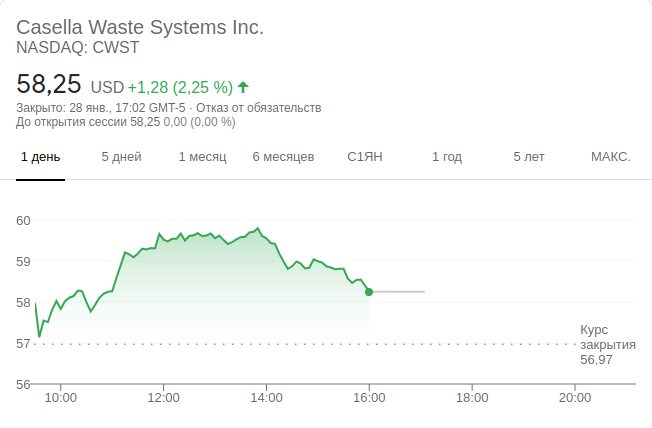 Casella Waste Systems Inc.
NASDAQ: CWST
58,25 USD +1,28 (2,25 %)
Закрыто: 28 янв., 17:02 GMT-5 · Отказ от обязательств
До открытия сессии 58,25 0,00 (0,00 %)
1 день 5 дней 1 месяц 6 месяцев С1ЯН 1 год 5 лет МАКС.
60
59
58
57
Курс
закрытия
56,97
56
10:00 12:00 14:00 16:00 18:00 20:00